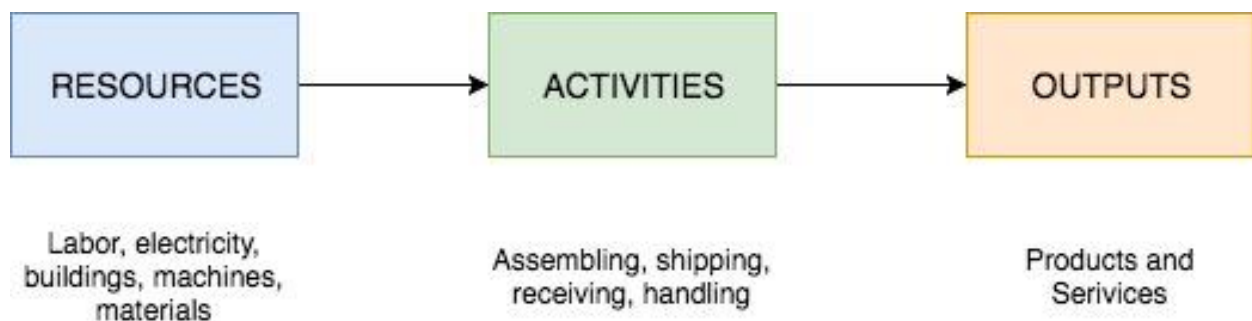 RESOURCES
ACTIVITIES
OUTPUTS
Labor, electricity,
buildings, machines,
materials
Assembling, shipping,
receiving, handling
Products and
Serivices